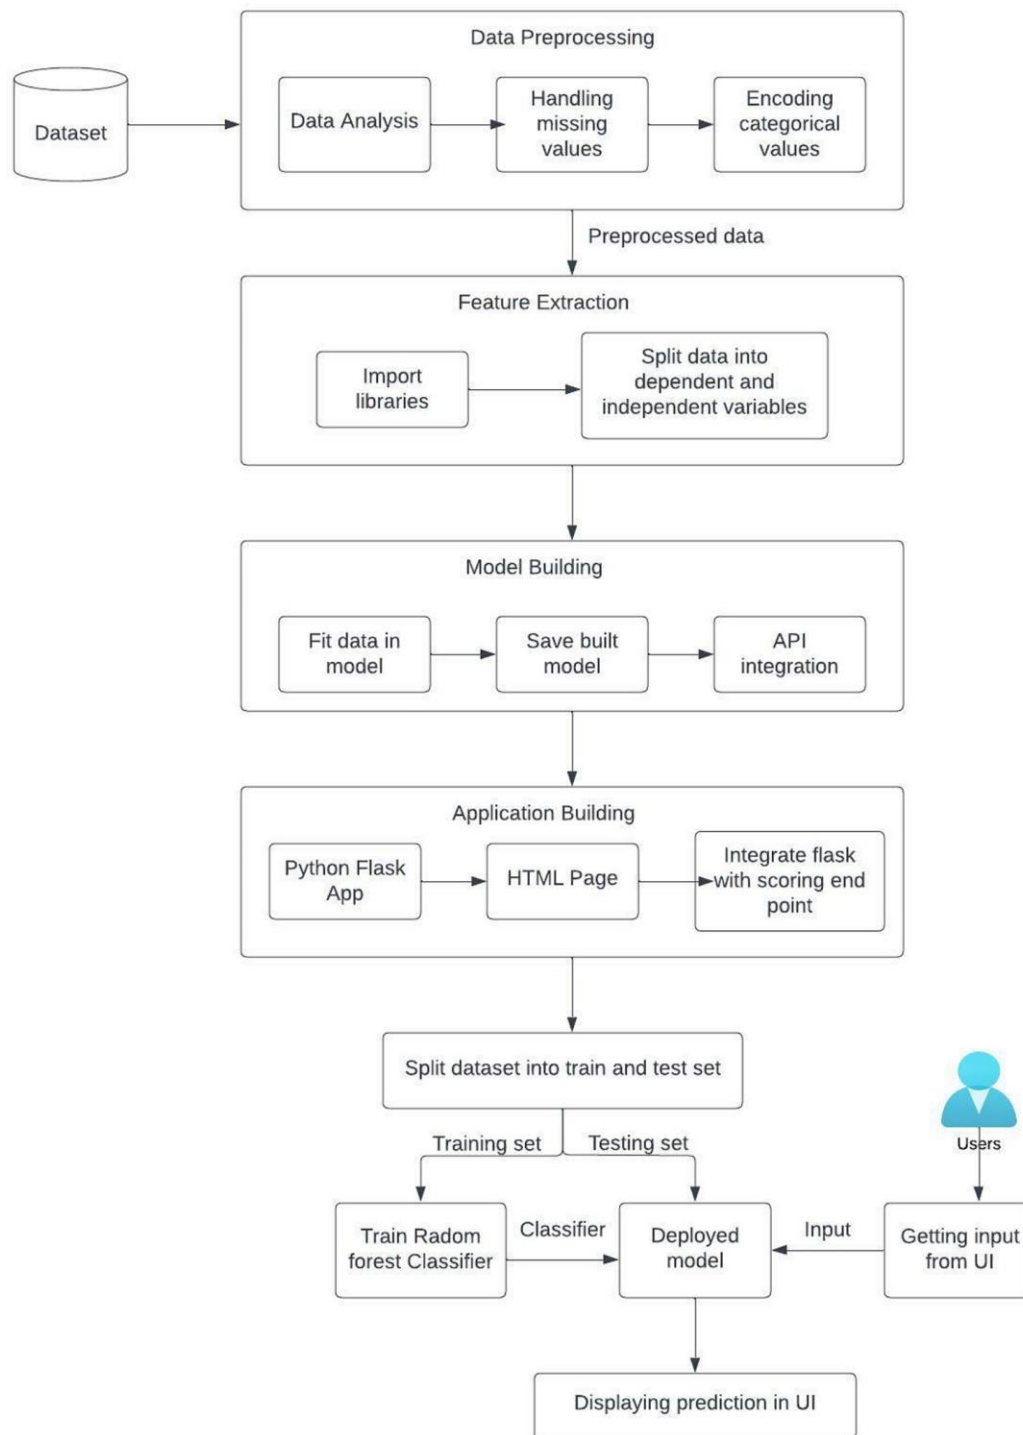 Data Preprocessing
Dataset
Data Analysis
Handling
missing
values
Encoding
categorical
values
Preprocessed data
Feature Extraction
Import
libraries
Split data into
dependent and
independent variables
Model Building
Fit data in
model
Save built
model
API
integration
Application Building
Python Flask
App
HTML Page
Integrate flask
with scoring end
point
Split dataset into train and test set
Users
Training set
Testing set
Train Radom
forest Classifier
Classifier
Deployed
model
Input
Getting input
from UI
Displaying prediction in UI